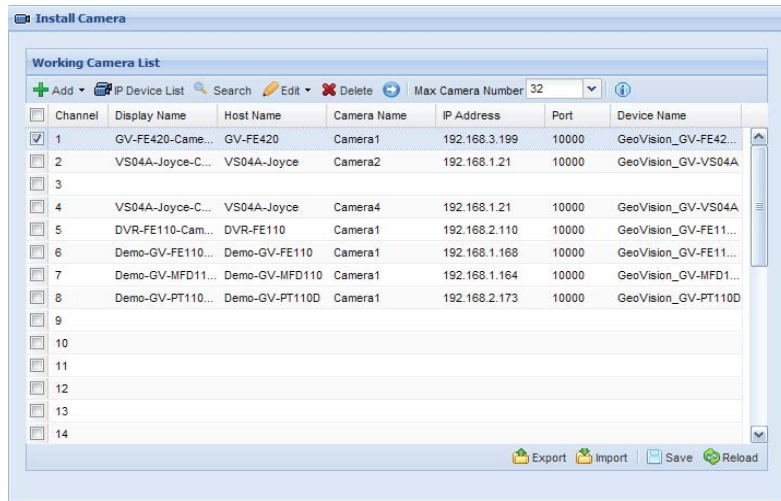 Install Camera
Working Camera List
Add IP Device List Search Edit Delete Max Camera Number 32
Channel Display Name Host Name Camera Name IP Address Port Device Name
1 GV-FE420-Came... GV-FE420 Camera1 192.168.3.199 10000 GeoVision_GV-FE42...
2 VS04A-Joyce-C... VS04A-Joyce Camera2 192.168.1.21 10000 GeoVision_GV-VS04A
3
4 VS04A-Joyce-C... VS04A-Joyce Camera4 192.168.1.21 10000 GeoVision_GV-VS04A
5 DVR-FE110-Cam... DVR-FE110 Camera1 192.168.2.110 10000 GeoVision_GV-FE11...
6 Demo-GV-FE110... Demo-GV-FE110 Camera1 192.168.1.168 10000 GeoVision_GV-FE11...
7 Demo-GV-MFD11... Demo-GV-MFD110 Camera1 192.168.1.164 10000 GeoVision_GV-MFD1...
8 Demo-GV-PT110... Demo-GV-PT110D Camera1 192.168.2.173 10000 GeoVision_GV-PT110D
9
10
11
12
13
14
Export Import Save Reload